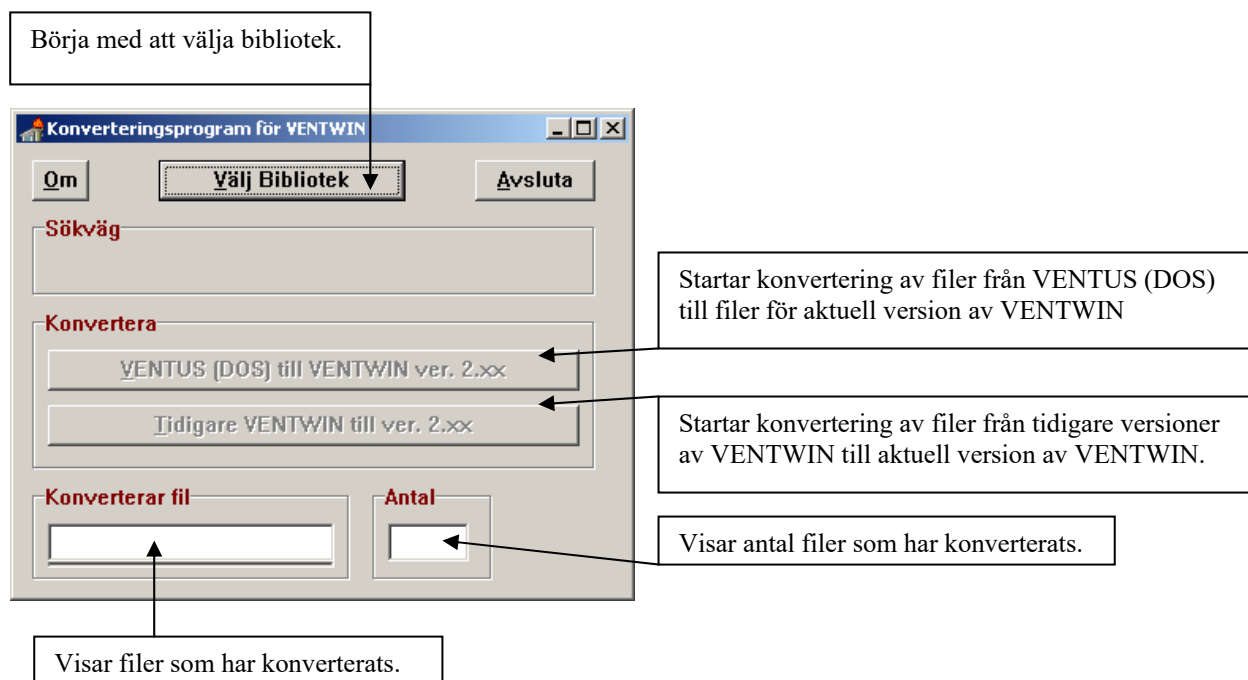 Börja med att välja bibliotek.
Konverteringsprogram för VENTWIN
Om
Välj Bibliotek
Avsluta
Sökväg
Startar konvertering av filer från VENTUS (DOS)
till filer för aktuell version av VENTWIN
Konvertera
VENTUS (DOS) till VENTWIN ver. 2.xx
Tidigare VENTWIN till ver. 2.xx
Startar konvertering av filer från tidigare versioner
av VENTWIN till aktuell version av VENTWIN.
Konverterar fil
Antal
Visar antal filer som har konverterats.
Visar filer som har konverterats.